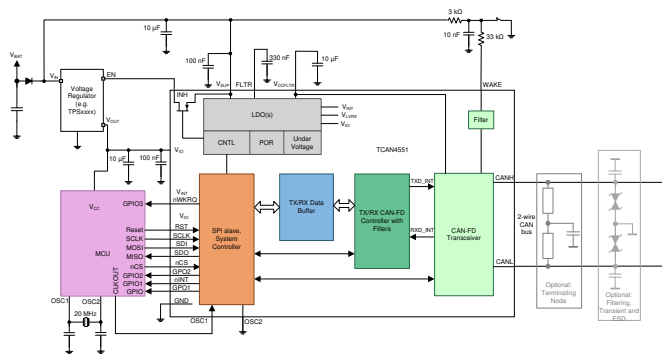 3 kΩ
10 µF
10 nF
33 kΩ
100 nF
330 nF
10 µF
VBAT
VIN
EN
VSUP
FLTR
VCCFLTR
WAKE
Voltage
Regulator
(e.g.
TPSxxxx)
INH
LDO(s)
VINT
VLVRX
VIO
Filter
VOUT
CNTL
POR
Under
Voltage
TCAN4551
10 µF
100 nF
VIO
VCC
MCU
GPIO3
VINT
nWKRQ
VIO
Reset
RST
SCLK
SCLK
MOSI
SDI
MISO
SDO
nCS
nCS
GPIO2
GPO2
GPIO1
nINT
GPIO
GPO1
CLKOUT
GND
OSC1
OSC2
20 MHz
OSC1
OSC2
SPI slave,
System
Controller
TX/RX Data
Buffer
TX/RX CAN-FD
Controller with
Filters
TXD_INT
RXD_INT
CAN-FD
Transceiver
CANH
2-wire
CAN
bus
CANL
Optional:
Terminating
Node
Optional:
Filtering,
Transient and
ESD